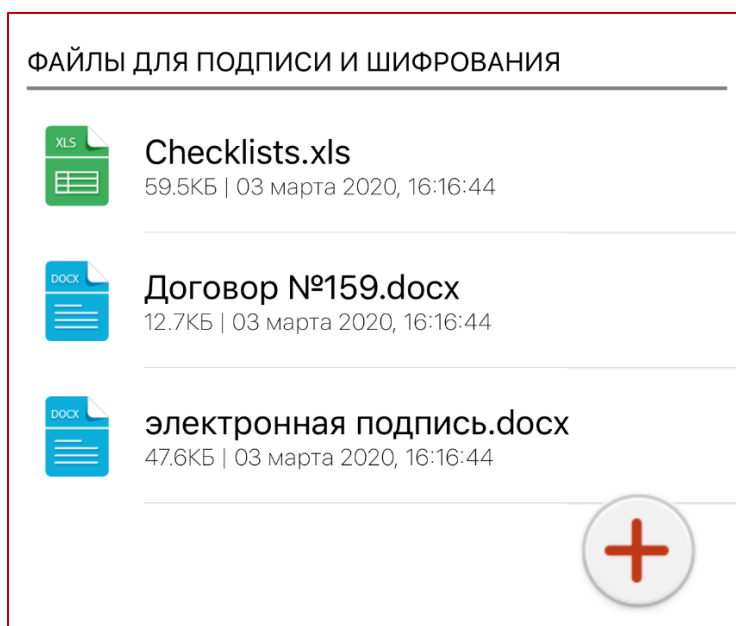 ФАЙЛЫ ДЛЯ ПОДПИСИ И ШИФРОВАНИЯ
XLS
Checklists.xls
59.5КБ | 03 марта 2020, 16:16:44
DOCX
Договор №159.docx
12.7КБ | 03 марта 2020, 16:16:44
DOCX
электронная подпись.docx
47.6КБ | 03 марта 2020, 16:16:44